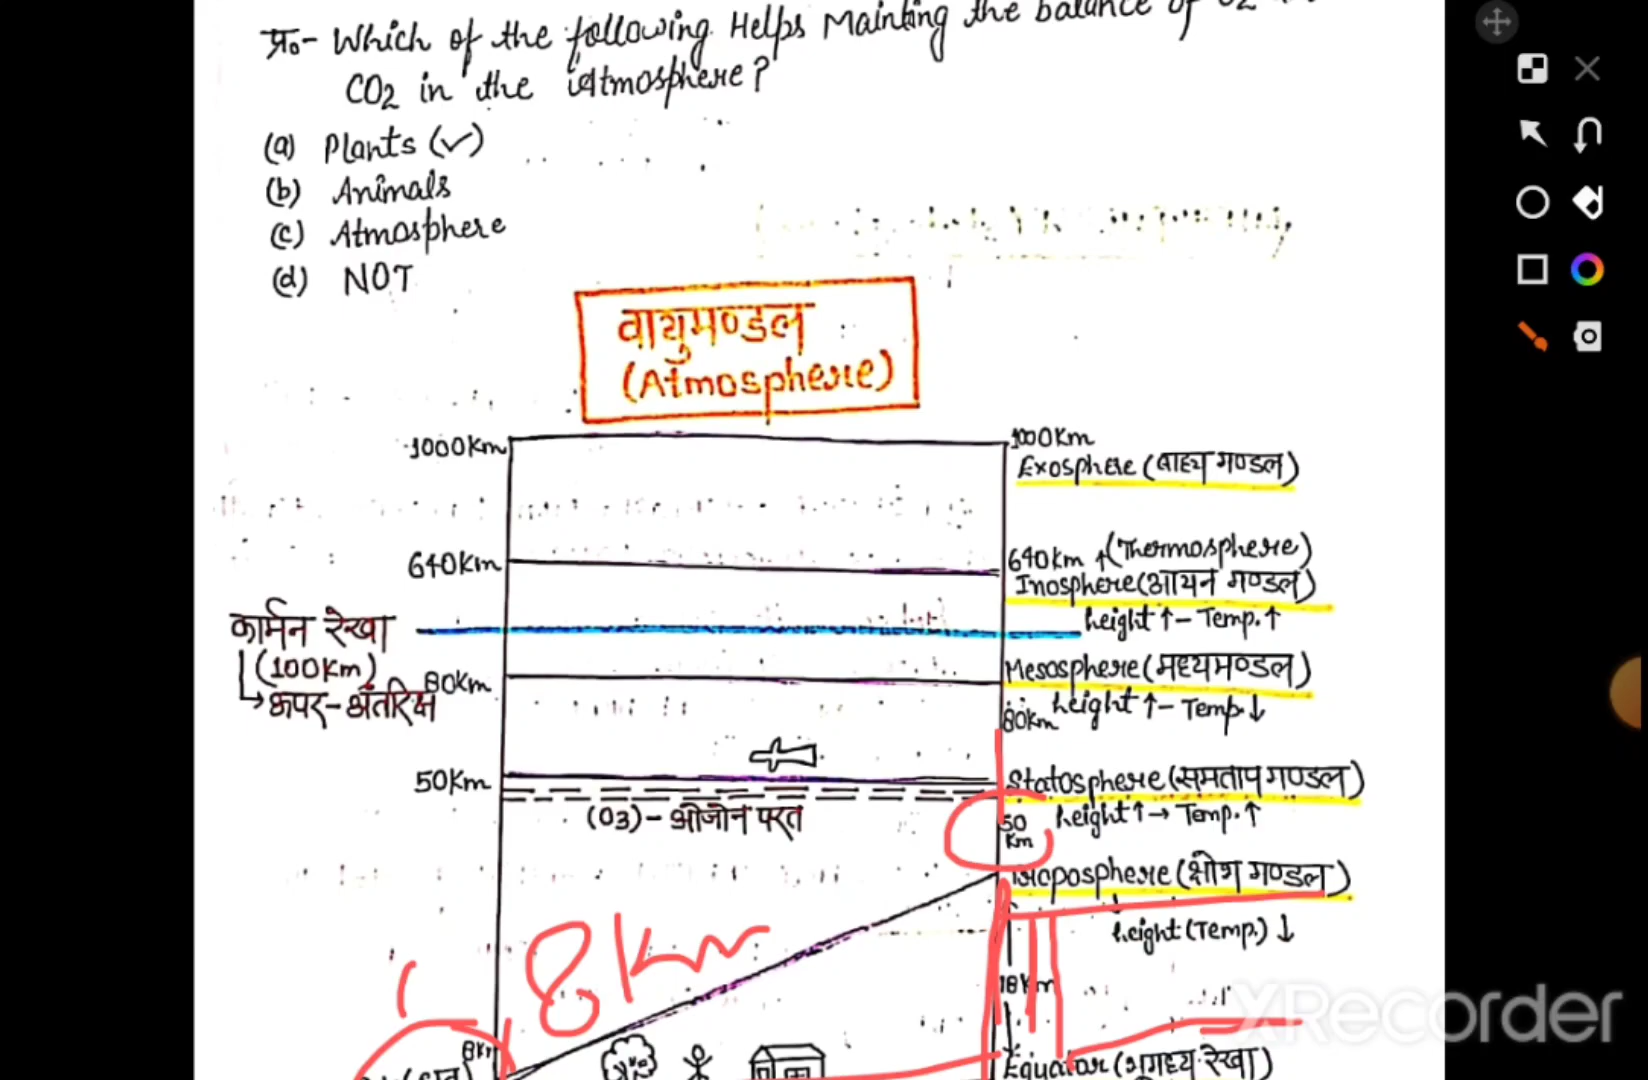 प्र०- Which of the following Helps Mainting the balance of O2
CO2 in the Atmosphere?
(a) Plants (✓)
(b) Animals
(c) Atmosphere
(d) NOT
वायुमण्डल
(Atmosphere)
1000Km
1000Km
Exosphere (बाह्य मण्डल)
640Km
640Km ↑(Thermosphere)
Inosphere(आयन मण्डल)
height ↑ - Temp. ↑
कार्मन रेखा
(100Km)
↳ ऊपर-अंतरिक्ष
80Km
Mesosphere(मध्यमण्डल)
height ↑ - Temp. ↓
80Km
50Km
Statosphere(समताप मण्डल)
height ↑ → Temp. ↑
50
Km
(O3)- ओजोन परत
Troposphere (क्षोभ मण्डल)
height (Temp.) ↓
8Km
18Km
8Km
Equator (भूमध्य रेखा)
XRecorder